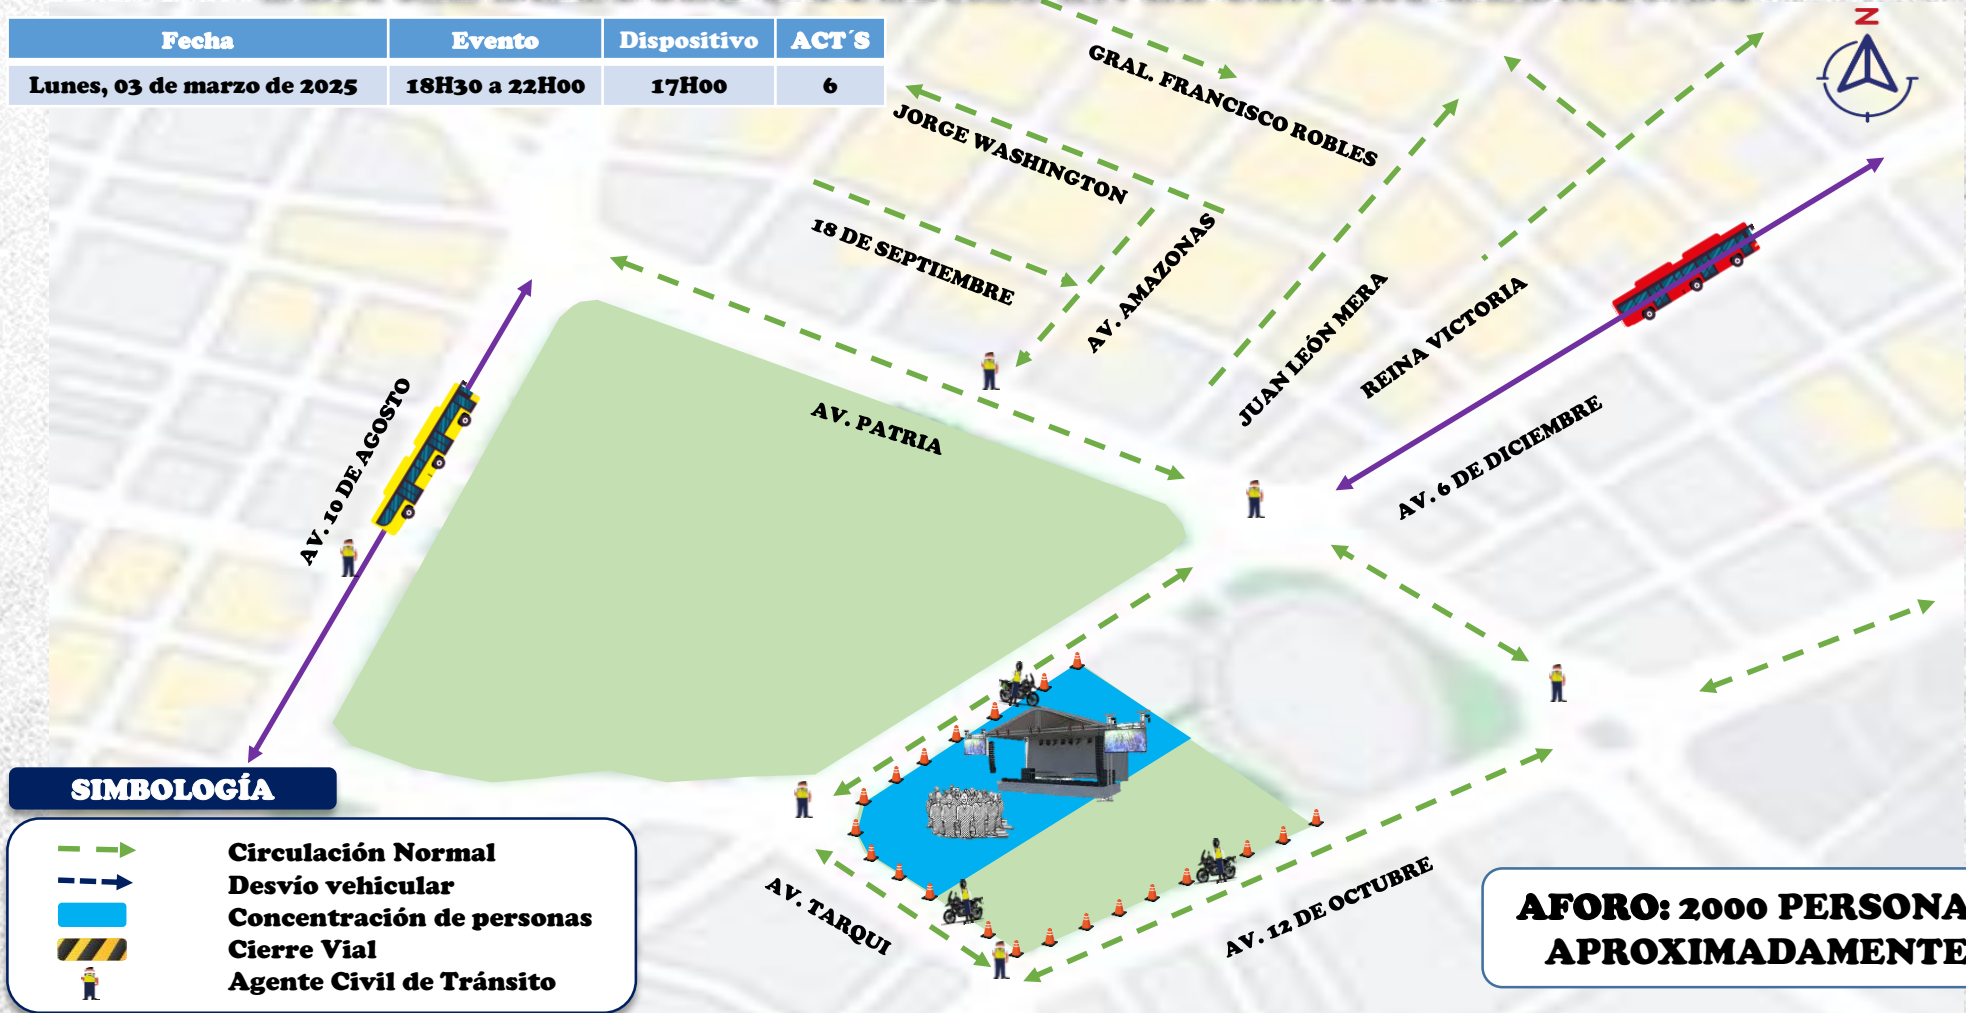 Fecha Evento Dispositivo ACT´S
Lunes, 03 de marzo de 2025 18H30 a 22H00 17H00 6
N
GRAL. FRANCISCO ROBLES
JORGE WASHINGTON
18 DE SEPTIEMBRE
AV. AMAZONAS
JUAN LEÓN MERA
REINA VICTORIA
AV. 6 DE DICIEMBRE
AV. PATRIA
AV. 10 DE AGOSTO
AV. TARQUI
AV. 12 DE OCTUBRE
SIMBOLOGÍA
Circulación Normal
Desvío vehicular
Concentración de personas
Cierre Vial
Agente Civil de Tránsito
AFORO: 2000 PERSONA
APROXIMADAMENTE